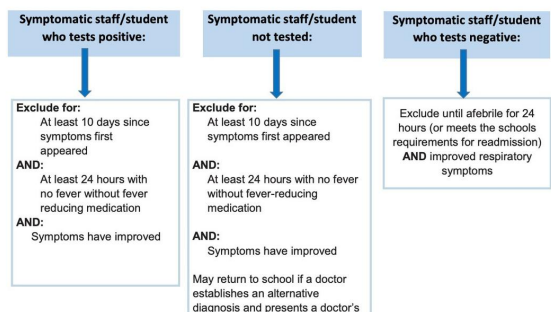 Symptomatic staff/student
who tests positive:
Exclude for:
At least 10 days since
symptoms first
appeared
AND:
At least 24 hours with
no fever without fever
reducing medication
AND:
Symptoms have improved
Symptomatic staff/student
not tested:
Exclude for:
At least 10 days since
symptoms first appeared
AND:
At least 24 hours with no fever
without fever-reducing
medication
AND:
Symptoms have improved
May return to school if a doctor
establishes an alternative
diagnosis and presents a doctor's
Symptomatic staff/student
who tests negative:
Exclude until afebrile for 24
hours (or meets the schools
requirements for readmission)
AND improved respiratory
symptoms